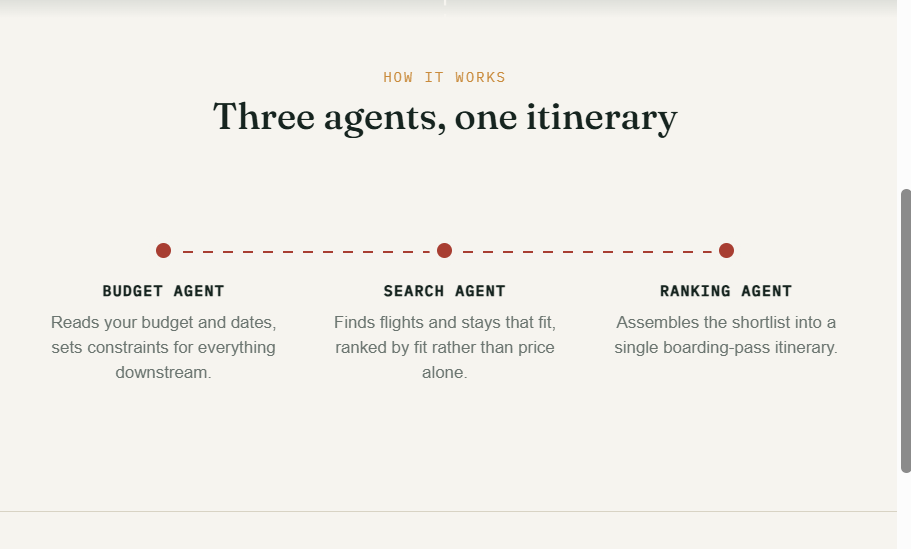 HOW IT WORKS
Three agents, one itinerary
BUDGET AGENT
Reads your budget and dates,
sets constraints for everything
downstream.
SEARCH AGENT
Finds flights and stays that fit,
ranked by fit rather than price
alone.
RANKING AGENT
Assembles the shortlist into a
single boarding-pass itinerary.